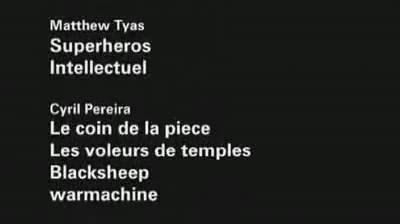 Matthew Tyas
Superheros
Intellectuel
Cyril Pereira
Le coin de la piece
Les voleurs de temples
Blacksheep
warmachine